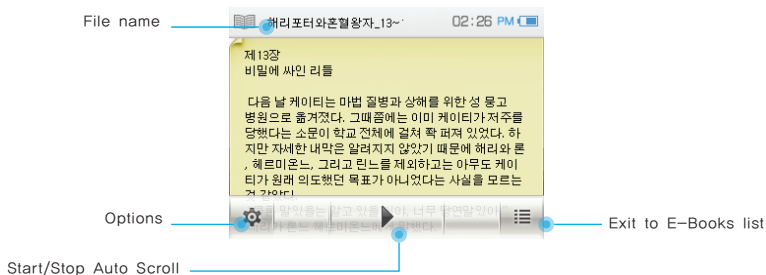 File name
해리포터와혼혈왕자_13~
02:26 PM
제13장
비밀에 싸인 리들
다음 날 케이티는 마법 질병과 상해를 위한 성 뭉고
병원으로 옮겨졌다. 그때쯤에는 이미 케이티가 저주를
당했다는 소문이 학교 전체에 걸쳐 쫙 퍼져 있었다. 하
지만 자세한 내막은 알려지지 않았기 때문에 해리와 론
, 헤르미온느, 그리고 린느를 제외하고는 아무도 케이
티가 원래 의도했던 목표가 아니었다는 사실을 모르는
것 같았다.
Options
Exit to E-Books list
Start/Stop Auto Scroll